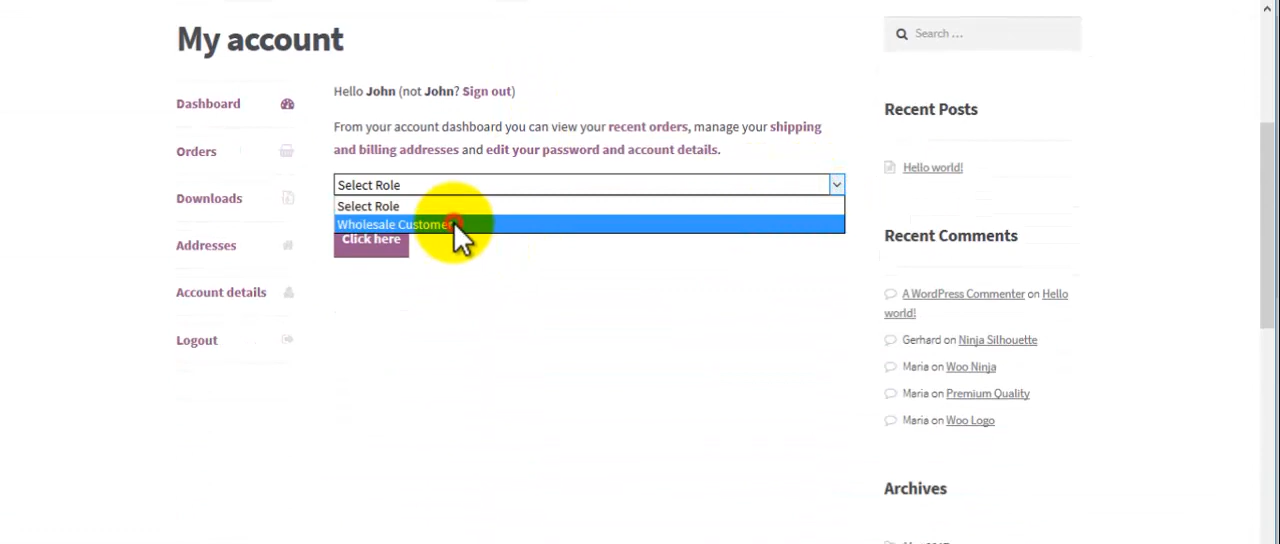 My account
Search ...
Dashboard
Orders
Downloads
Addresses
Account details
Logout
Hello John (not John? Sign out)
From your account dashboard you can view your recent orders, manage your shipping
and billing addresses and edit your password and account details.
Select Role
Select Role
Wholesale Customer
Click here
Recent Posts
Hello world!
Recent Comments
A WordPress Commenter on Hello
world!
Gerhard on Ninja Silhouette
Maria on Woo Ninja
Maria on Premium Quality
Maria on Woo Logo
Archives